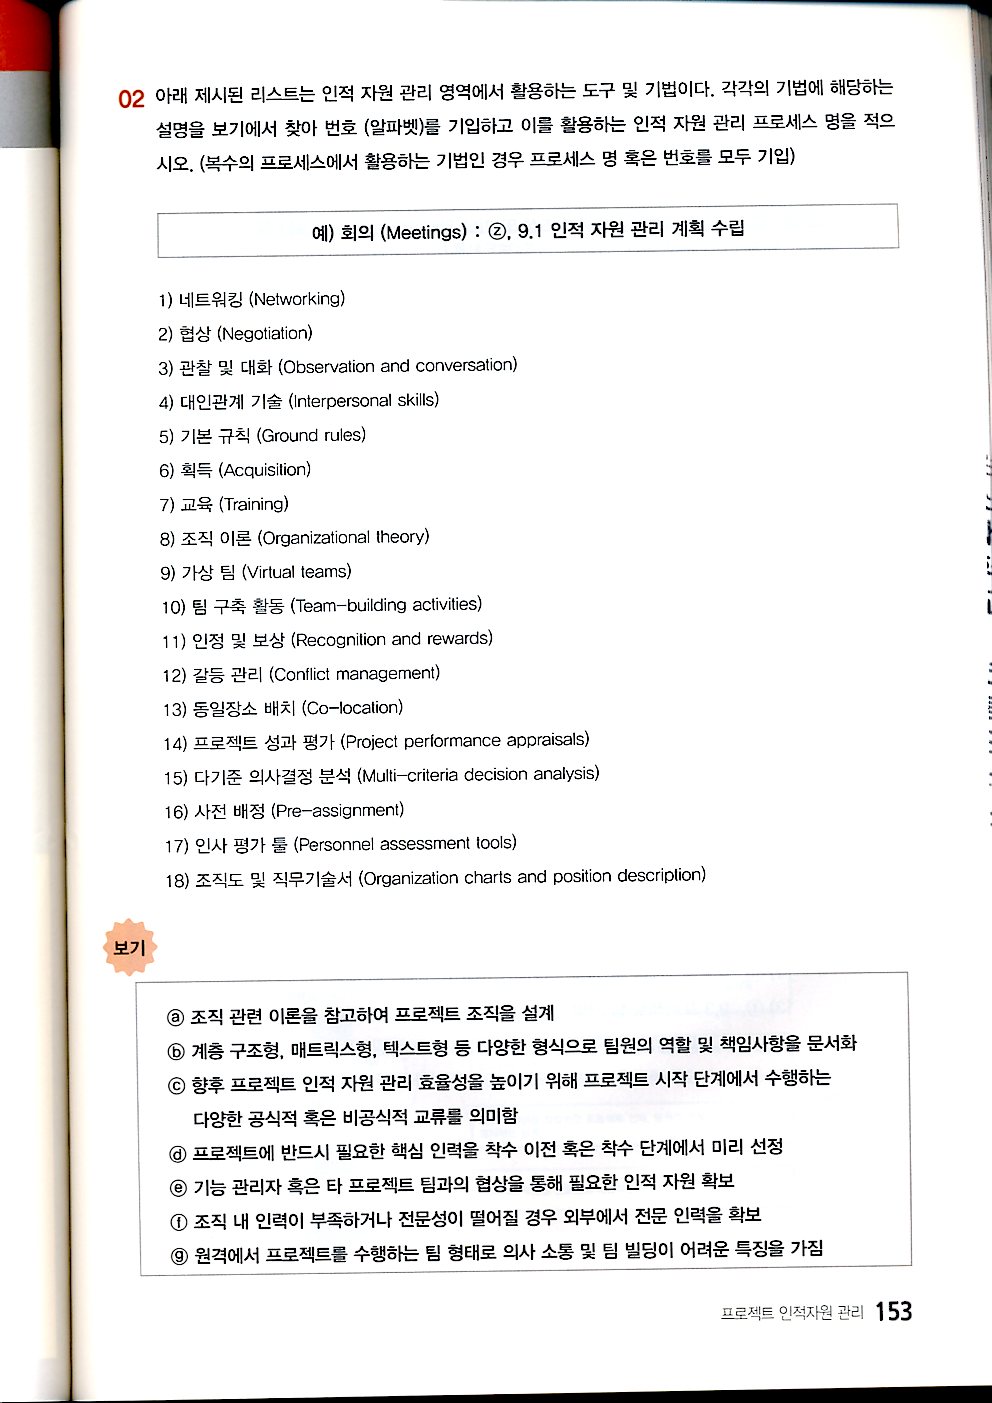 02 아래 제시된 리스트는 인적 자원 관리 영역에서 활용하는 도구 및 기법이다. 각각의 기법에 해당하는
설명을 보기에서 찾아 번호 (알파벳)를 기입하고 이를 활용하는 인적 자원 관리 프로세스 명을 적으
시오. (복수의 프로세스에서 활용하는 기법인 경우 프로세스 명 혹은 번호를 모두 기입)
예) 회의 (Meetings) : ⓩ, 9.1 인적 자원 관리 계획 수립
1) 네트워킹 (Networking)
2) 협상 (Negotiation)
3) 관찰 및 대화 (Observation and conversation)
4) 대인관계 기술 (Interpersonal skills)
5) 기본 규칙 (Ground rules)
6) 획득 (Acquisition)
7) 교육 (Training)
8) 조직 이론 (Organizational theory)
9) 가상 팀 (Virtual teams)
10) 팀 구축 활동 (Team-building activities)
11) 인정 및 보상 (Recognition and rewards)
12) 갈등 관리 (Conflict management)
13) 동일장소 배치 (Co-location)
14) 프로젝트 성과 평가 (Project performance appraisals)
15) 다기준 의사결정 분석 (Multi-criteria decision analysis)
16) 사전 배정 (Pre-assignment)
17) 인사 평가 툴 (Personnel assessment tools)
18) 조직도 및 직무기술서 (Organization charts and position description)
보기
ⓐ 조직 관련 이론을 참고하여 프로젝트 조직을 설계
ⓑ 계층 구조형, 매트릭스형, 텍스트형 등 다양한 형식으로 팀원의 역할 및 책임사항을 문서화
ⓒ 향후 프로젝트 인적 자원 관리 효율성을 높이기 위해 프로젝트 시작 단계에서 수행하는
다양한 공식적 혹은 비공식적 교류를 의미함
ⓓ 프로젝트에 반드시 필요한 핵심 인력을 착수 이전 혹은 착수 단계에서 미리 선정
ⓔ 기능 관리자 혹은 타 프로젝트 팀과의 협상을 통해 필요한 인적 자원 확보
ⓕ 조직 내 인력이 부족하거나 전문성이 떨어질 경우 외부에서 전문 인력을 확보
ⓖ 원격에서 프로젝트를 수행하는 팀 형태로 의사 소통 및 팀 빌딩이 어려운 특징을 가짐
프로젝트 인적자원 관리 153